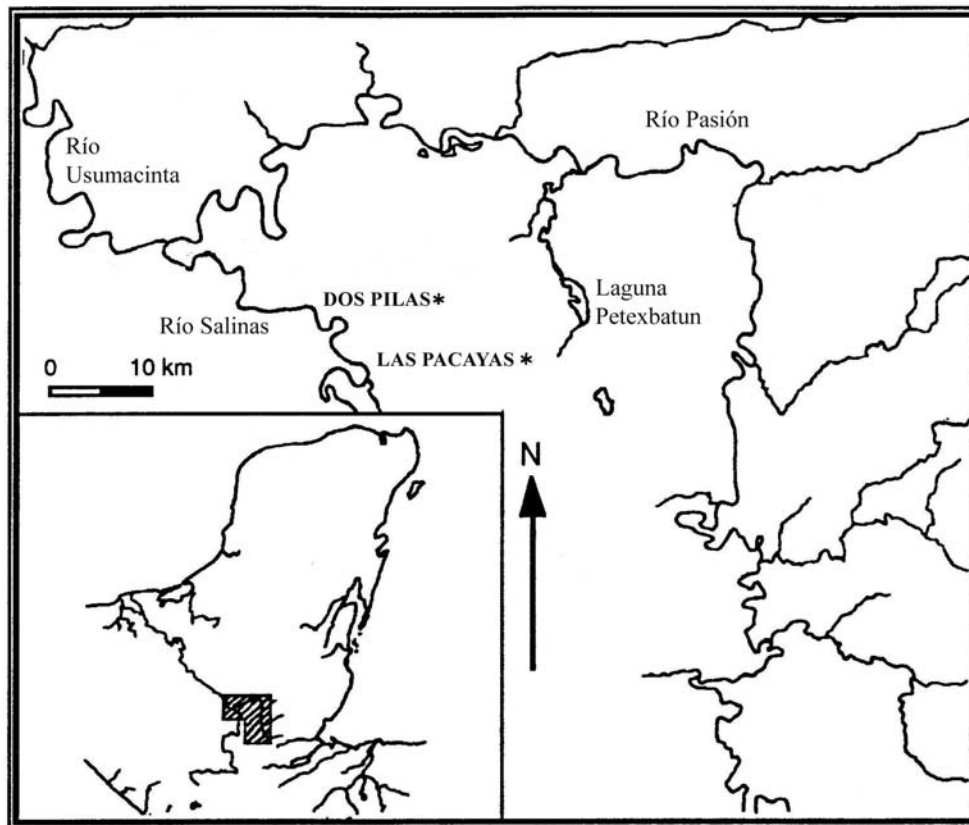 Río Pasión
Río
Usumacinta
DOS PILAS*
Laguna
Petexbatun
Río Salinas
LAS PACAYAS *
0 10 km
N